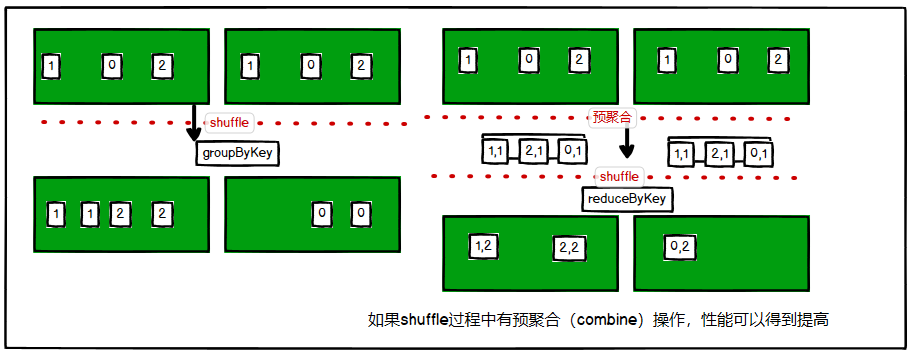 1 0 2 1 0 2
shuffle
groupByKey
1 1 2 2 0 0
1 0 2 1 0 2
预聚合
1,1 2,1 0,1 1,1 2,1 0,1
shuffle
reduceByKey
1,2 2,2 0,2
如果shuffle过程中有预聚合（combine）操作，性能可以得到提高